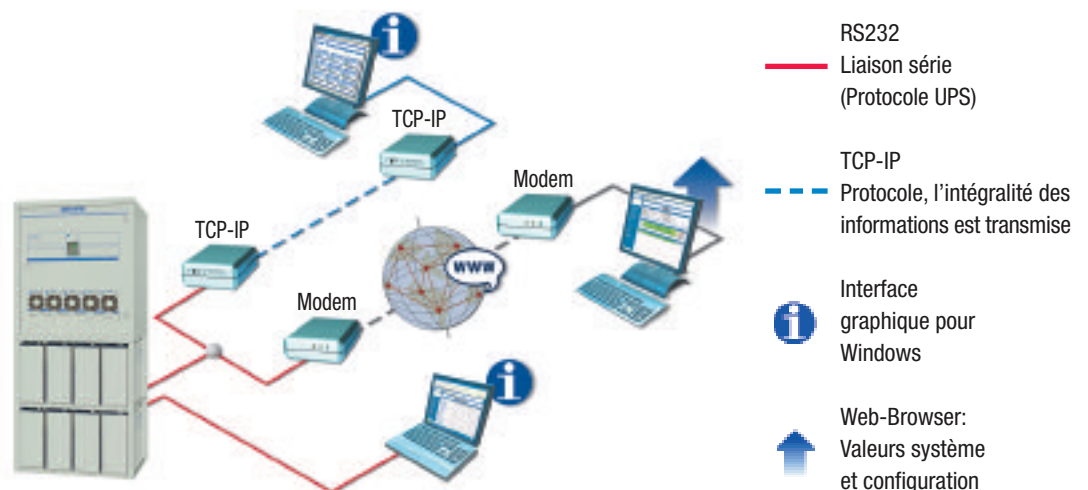 TCP-IP
TCP-IP
Modem
WWW
Modem
RS232
Liaison série
(Protocole UPS)
TCP-IP
Protocole, l'intégralité des
informations est transmise
Interface
graphique pour
Windows
Web-Browser:
Valeurs système
et configuration